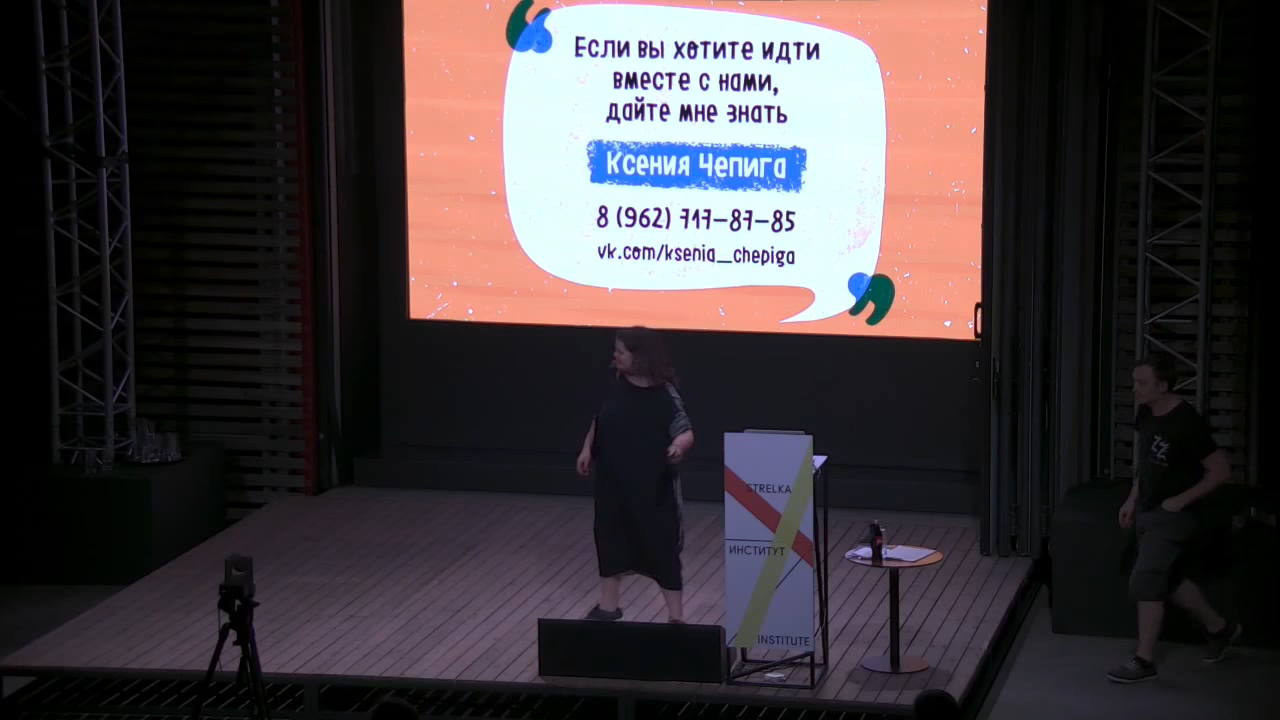 Если вы хотите идти
вместе с нами,
дайте мне знать
Ксения Чепига
8 (962) 717-87-85
vk.com/ksenia_chepiga
STRELKA
ИНСТИТУТ
INSTITUTE